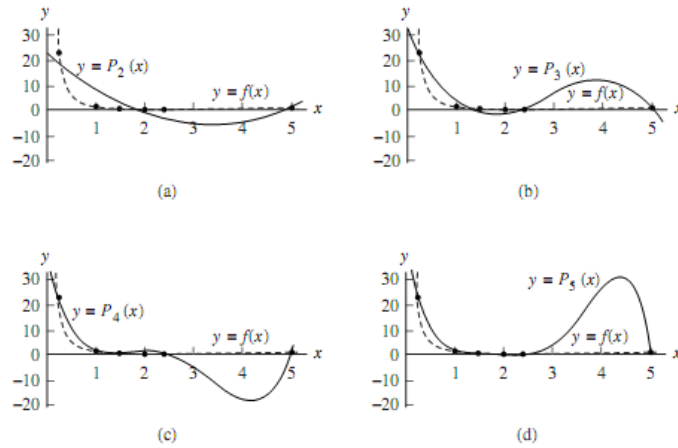 y
30
20
10
0
−10
−20
y = P₂ (x)
y = f(x)
x
1 2 3 4 5
(a)
y
30
20
10
0
−10
−20
y = P₃ (x)
y = f(x)
x
1 2 3 4 5
(b)
y
30
20
10
0
−10
−20
y = P₄ (x)
y = f(x)
x
1 2 3 4 5
(c)
y
30
20
10
0
−10
−20
y = P₅ (x)
y = f(x)
x
1 2 3 4 5
(d)